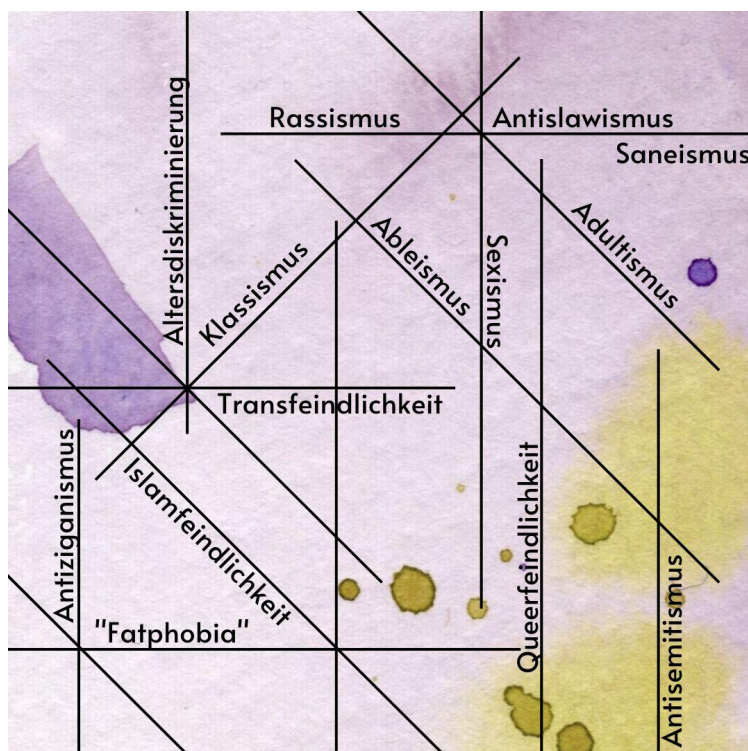 Altersdiskriminierung
Rassismus
Antislawismus
Saneismus
Klassismus
Ableismus
Sexismus
Adultismus
Transfeindlichkeit
Antiziganismus
Islamfeindlichkeit
Queerfeindlichkeit
"Fatphobia"
Antisemitismus